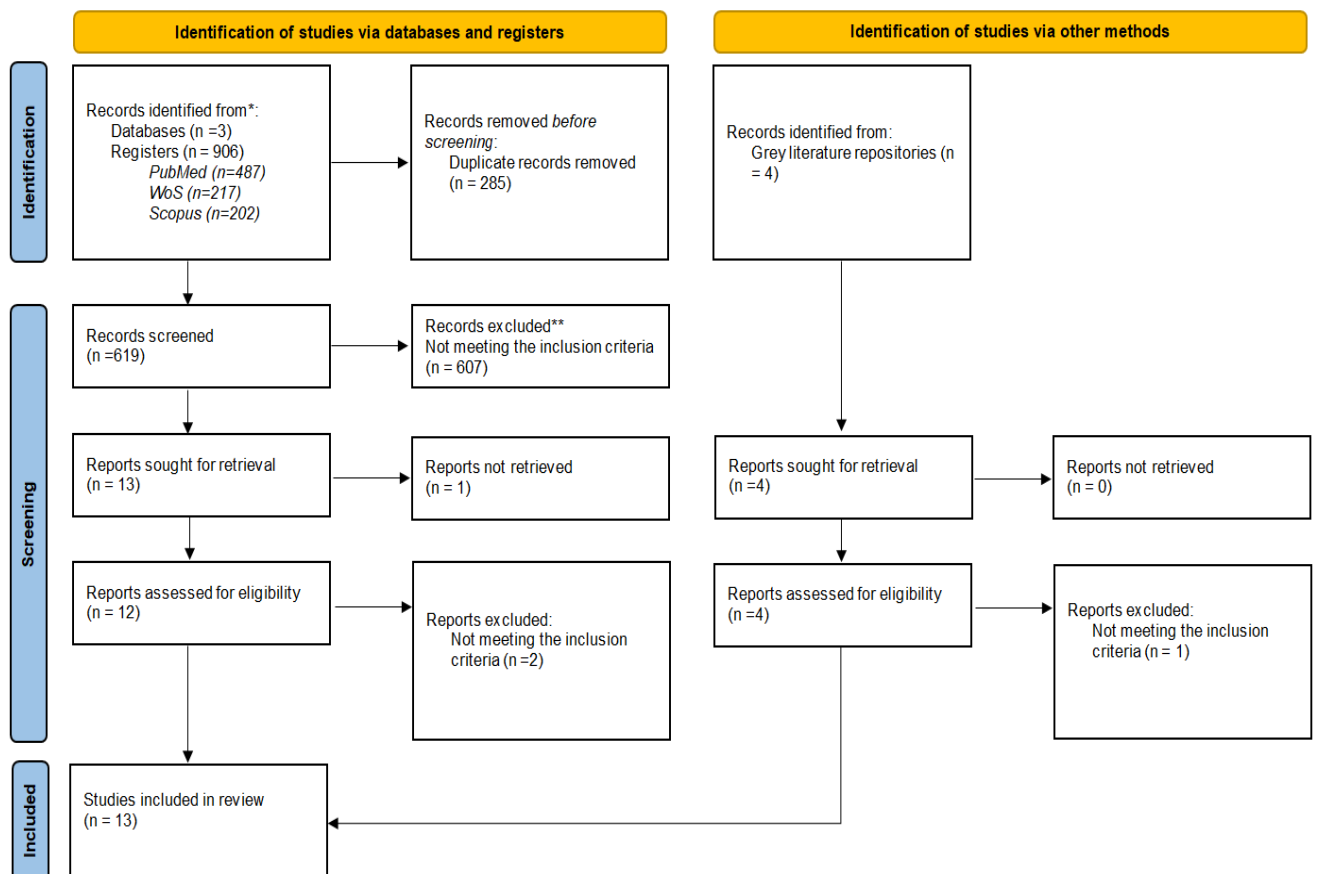 Identification of studies via databases and registers
Identification of studies via other methods
Identification
Records identified from*:
Databases (n =3)
Registers (n = 906)
PubMed (n=487)
WoS (n=217)
Scopus (n=202)
Records removed before
screening:
Duplicate records removed
(n = 285)
Records identified from:
Grey literature repositories (n
= 4)
Screening
Records screened
(n =619)
Records excluded**
Not meeting the inclusion criteria
(n = 607)
Reports sought for retrieval
(n = 13)
Reports not retrieved
(n = 1)
Reports sought for retrieval
(n =4)
Reports not retrieved
(n = 0)
Reports assessed for eligibility
(n = 12)
Reports excluded:
Not meeting the inclusion
criteria (n =2)
Reports assessed for eligibility
(n =4)
Reports excluded:
Not meeting the inclusion
criteria (n = 1)
Included
Studies included in review
(n = 13)